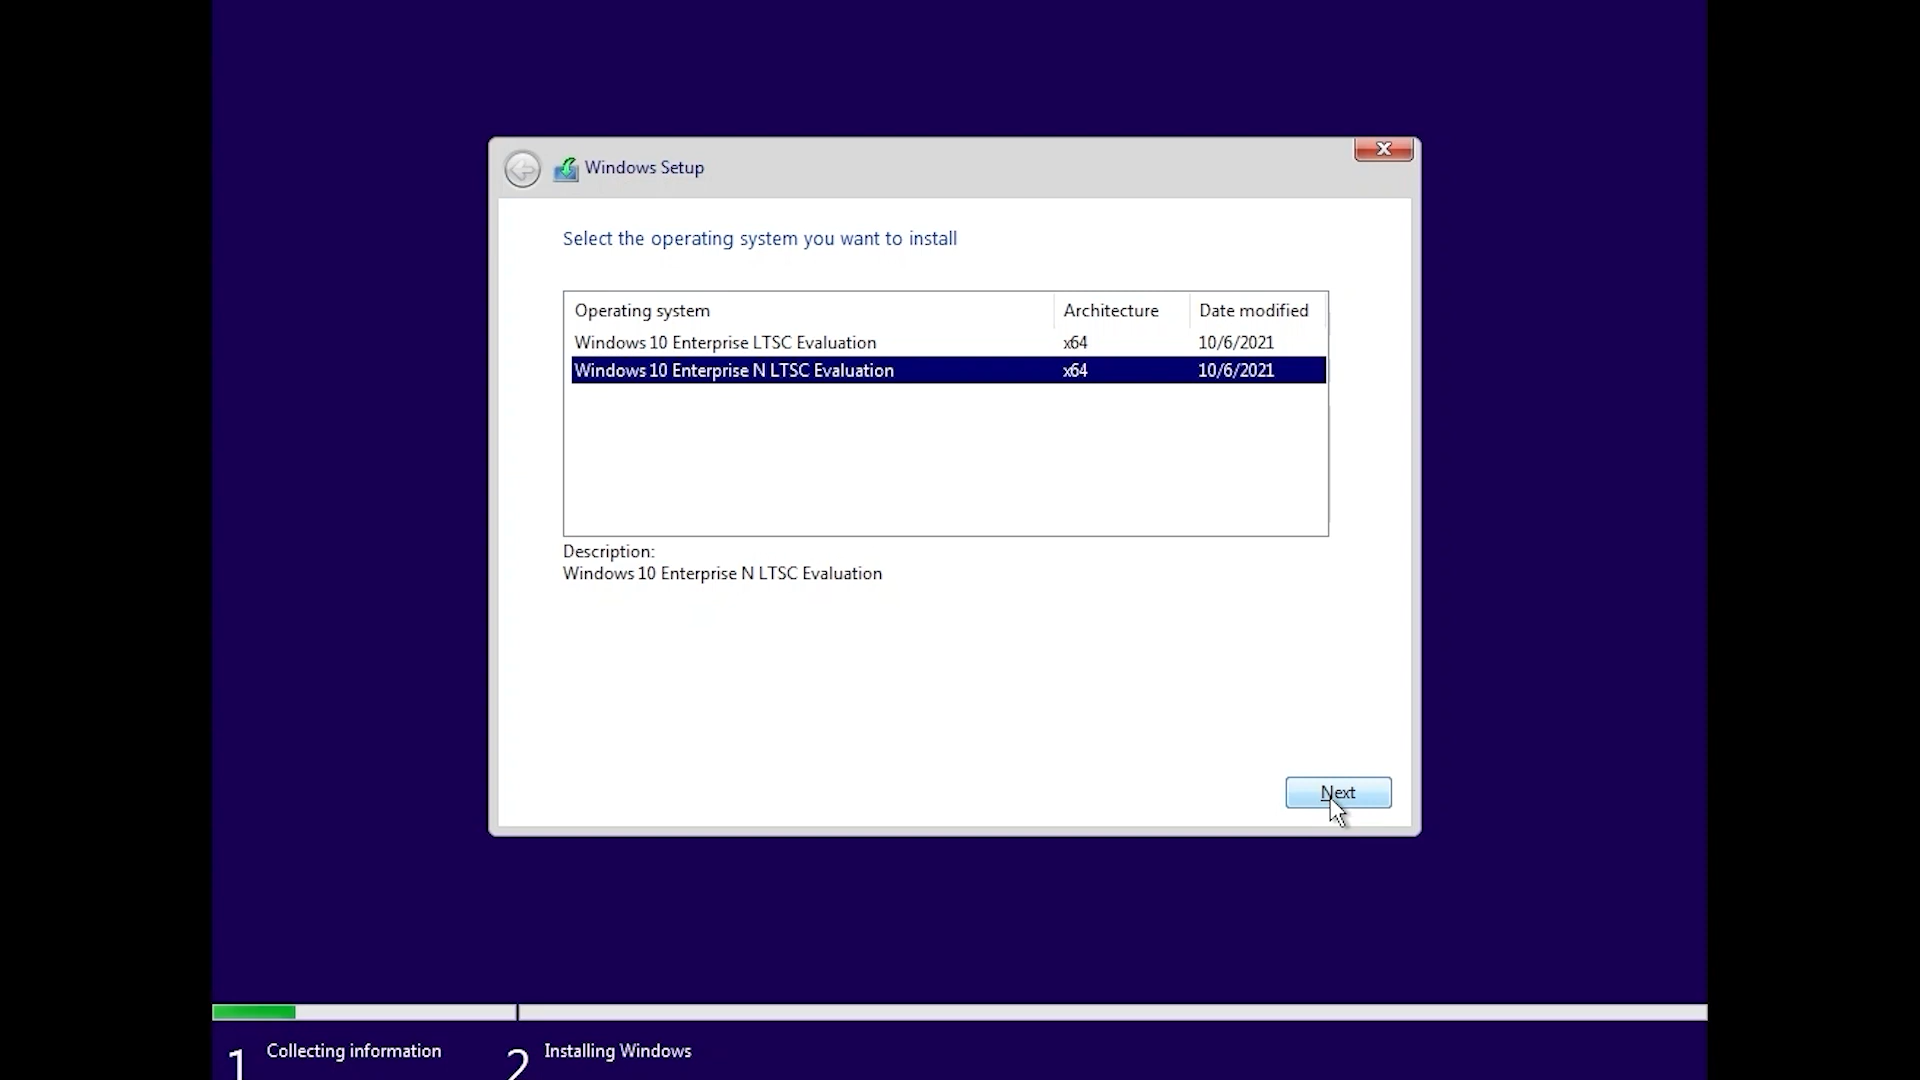 Windows Setup
Select the operating system you want to install
Operating system Architecture Date modified
Windows 10 Enterprise LTSC Evaluation x64 10/6/2021
Windows 10 Enterprise N LTSC Evaluation x64 10/6/2021
Description:
Windows 10 Enterprise N LTSC Evaluation
Next
1 Collecting information 2 Installing Windows